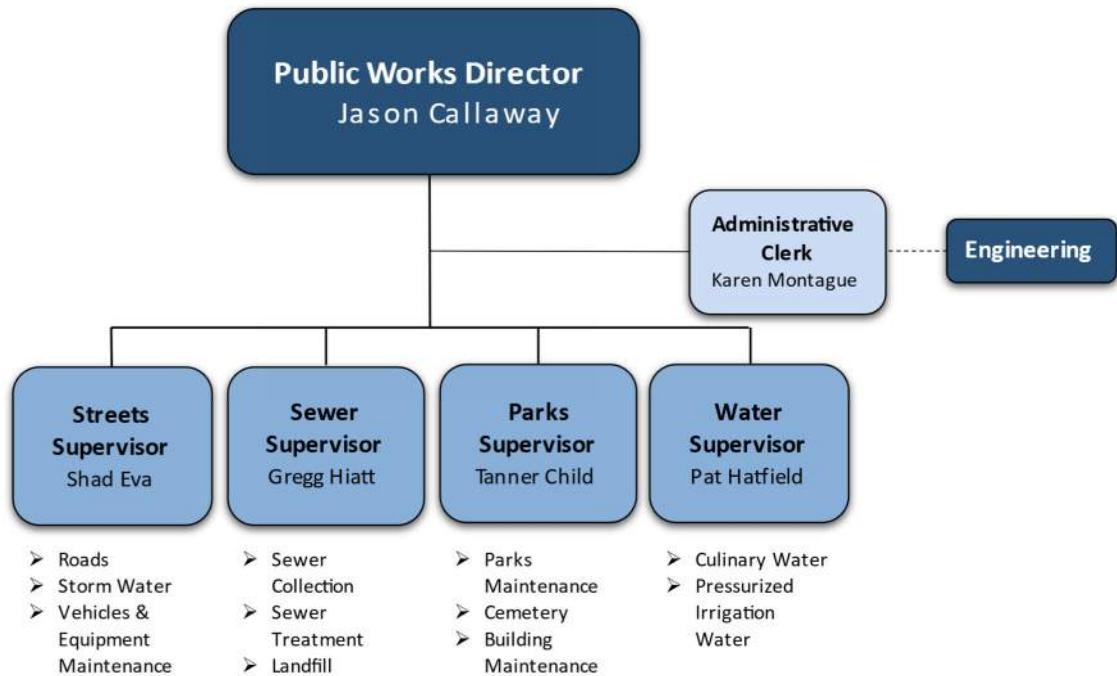 Public Works Director
Jason Callaway
Administrative
Clerk
Karen Montague
Engineering
Streets
Supervisor
Shad Eva
Sewer
Supervisor
Gregg Hiatt
Parks
Supervisor
Tanner Child
Water
Supervisor
Pat Hatfield
➢ Roads
➢ Storm Water
➢ Vehicles &
Equipment
Maintenance
➢ Sewer
Collection
➢ Sewer
Treatment
➢ Landfill
➢ Parks
Maintenance
➢ Cemetery
➢ Building
Maintenance
➢ Culinary Water
➢ Pressurized
Irrigation
Water